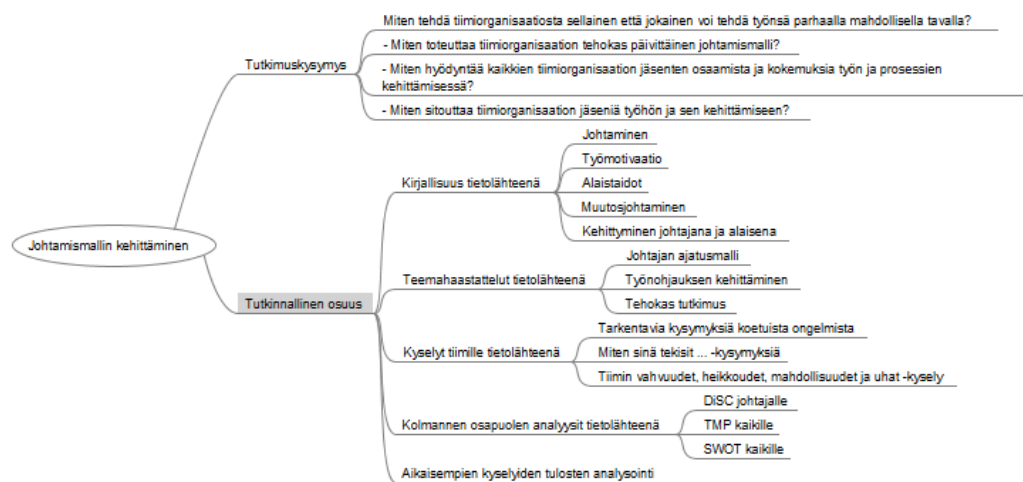 Miten tehdä tiimiorganisaatiosta sellainen että jokainen voi tehdä työnsä parhaalla mahdollisella tavalla?
- Miten toteuttaa tiimiorganisaation tehokas päivittäinen johtamismalli?
Tutkimuskysymys
- Miten hyödyntää kaikkien tiimiorganisaation jäsenten osaamista ja kokemuksia työn ja prosessien
kehittämisessä?
- Miten sitouttaa tiimiorganisaation jäseniä työhön ja sen kehittämiseen?
Johtamismallin kehittäminen
Tutkinnallinen osuus
Kirjallisuus tietolähteenä
Johtaminen
Työmotivaatio
Alaistaidot
Muutosjohtaminen
Kehittyminen johtajana ja alaisena
Teemahaastattelut tietolähteenä
Johtajan ajatusmalli
Työnohjauksen kehittäminen
Tehokas tutkimus
Kyselyt tiimille tietolähteenä
Tarkentavia kysymyksiä koetuista ongelmista
Miten sinä tekisit ... -kysymyksiä
Tiimin vahvuudet, heikkoudet, mahdollisuudet ja uhat -kysely
Kolmannen osapuolen analyysit tietolähteenä
DiSC johtajalle
TMP kaikille
SWOT kaikille
Aikaisempien kyselyiden tulosten analysointi